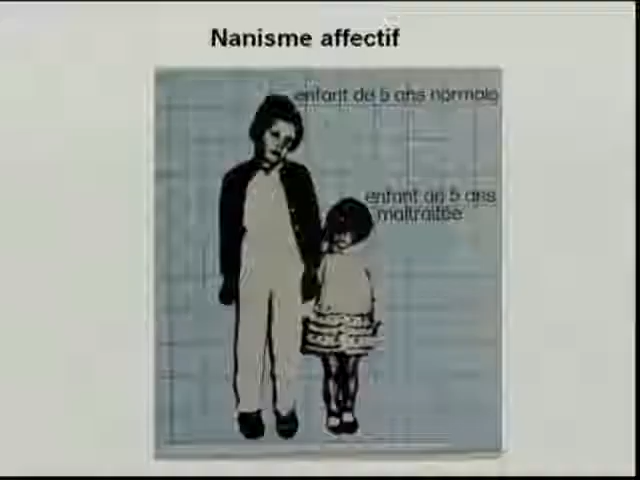 Nanisme affectif
enfant de 5 ans normale
enfant de 5 ans
maltraitée